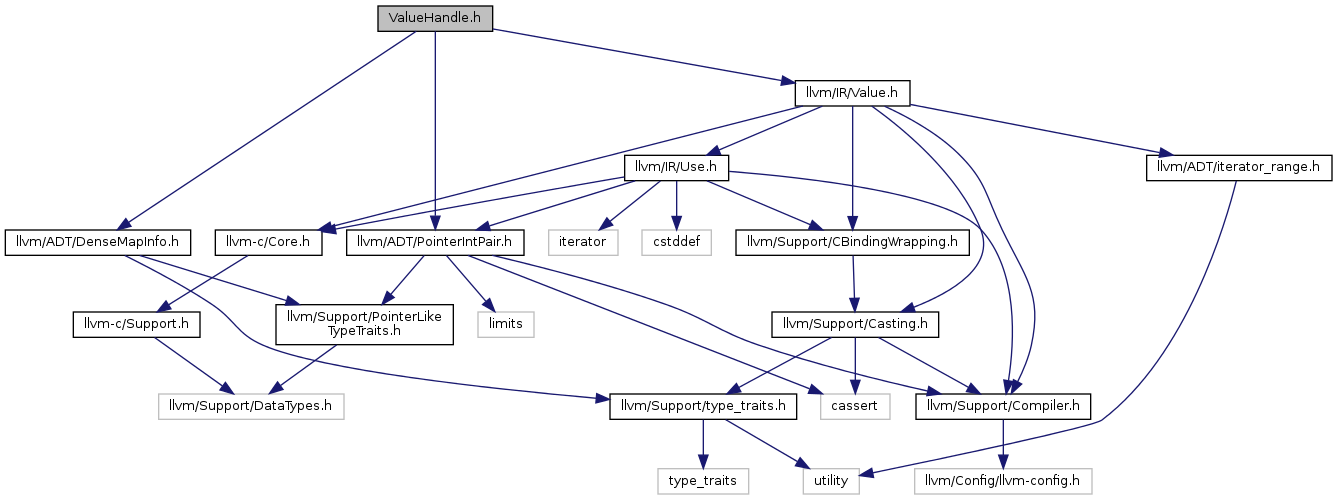 ValueHandle.h
llvm/IR/Value.h
llvm/IR/Use.h
llvm/ADT/iterator_range.h
llvm/ADT/DenseMapInfo.h
llvm-c/Core.h
llvm/ADT/PointerIntPair.h
iterator
cstddef
llvm/Support/CBindingWrapping.h
llvm-c/Support.h
llvm/Support/PointerLike
TypeTraits.h
limits
llvm/Support/Casting.h
llvm/Support/DataTypes.h
llvm/Support/type_traits.h
cassert
llvm/Support/Compiler.h
type_traits
utility
llvm/Config/llvm-config.h